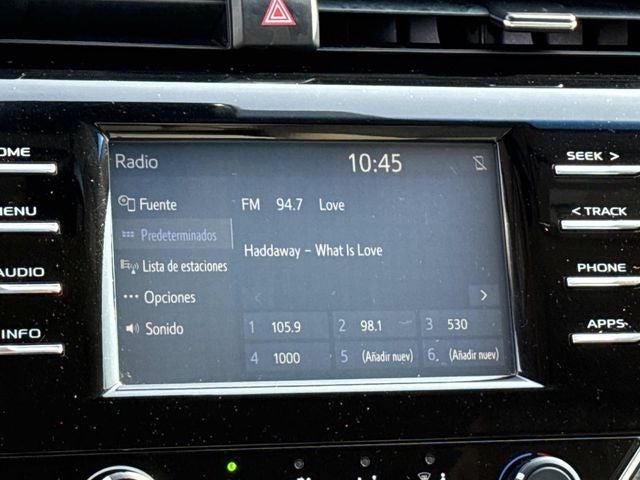 Radio 10:45
Fuente FM 94.7 Love
Predeterminados
Haddaway - What Is Love
Lista de estaciones
Opciones
Sonido
1 105.9 2 98.1 3 530
4 1000 5 (Añadir nuev) 6 (Añadir nuev)
OME
MENU
AUDIO
INFO
SEEK >
< TRACK
PHONE
APPS